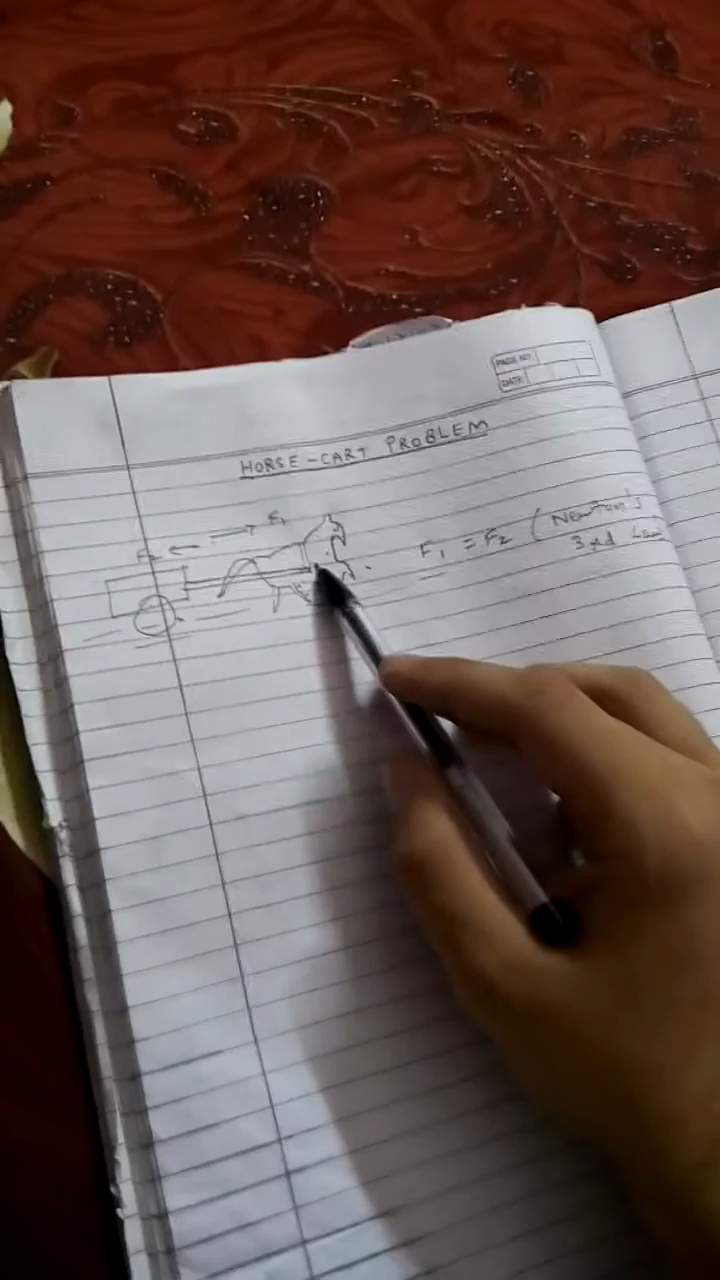 PAGE NO
DATE
HORSE-CART PROBLEM
F₁
F₂
F₁ = F₂ (Newton's
3rd Law